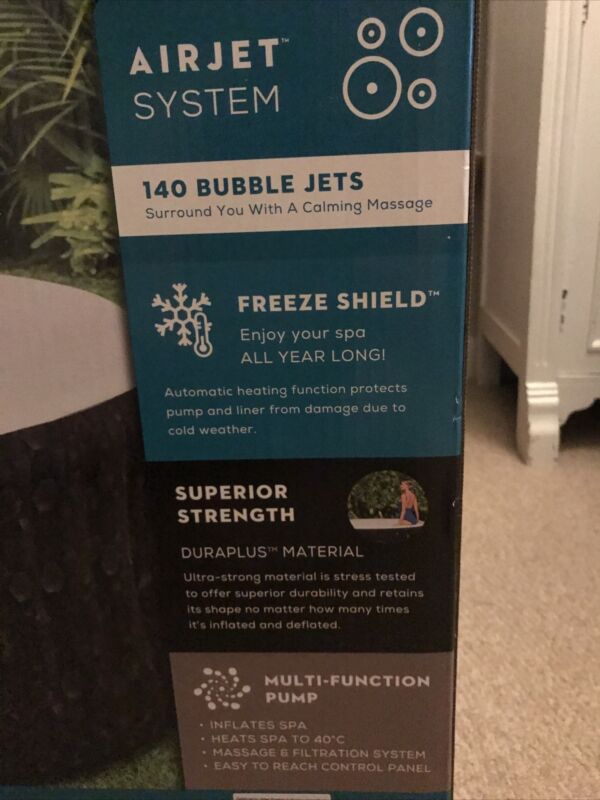 AIRJET™
SYSTEM
140 BUBBLE JETS
Surround You With A Calming Massage
FREEZE SHIELD™
Enjoy your spa
ALL YEAR LONG!
Automatic heating function protects
pump and liner from damage due to
cold weather.
SUPERIOR
STRENGTH
DURAPLUS™ MATERIAL
Ultra-strong material is stress tested
to offer superior durability and retains
its shape no matter how many times
it's inflated and deflated.
MULTI-FUNCTION
PUMP
• INFLATES SPA
• HEATS SPA TO 40°C
• MASSAGE & FILTRATION SYSTEM
• EASY TO REACH CONTROL PANEL